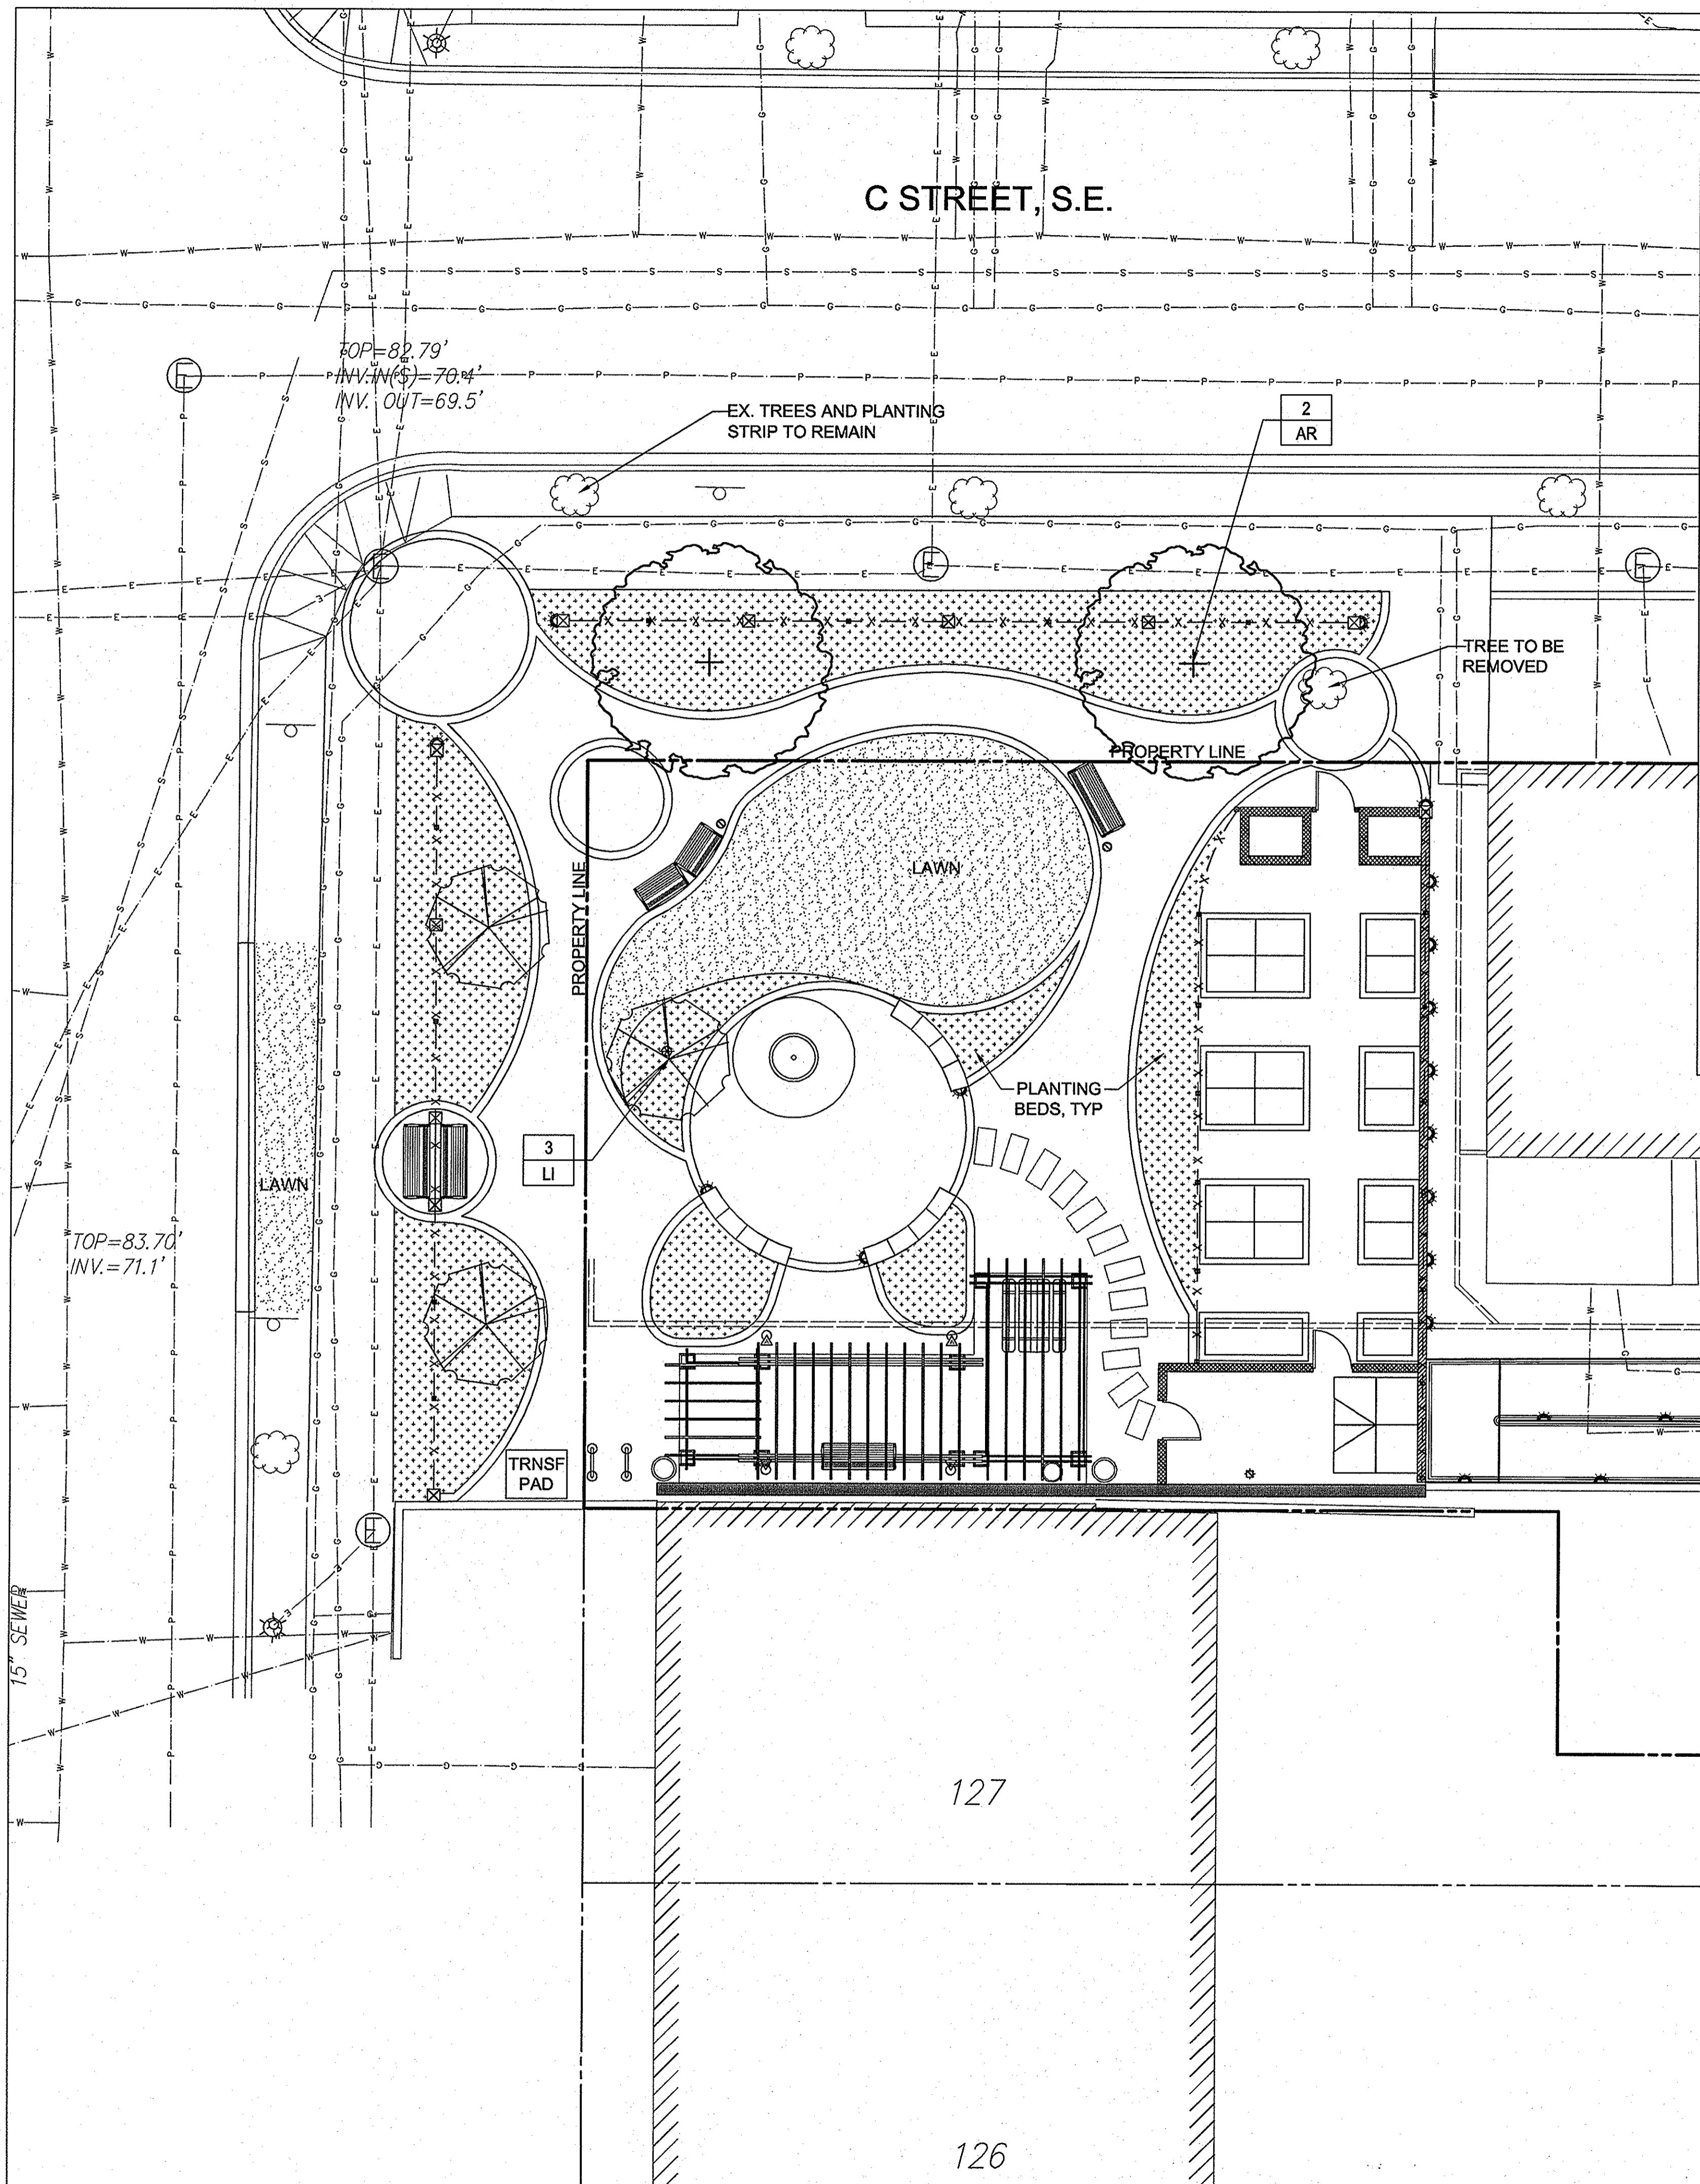 C STREET, S.E.
TOP=82.79'
INV.IN(S)=70.4'
INV. OUT=69.5'
EX. TREES AND PLANTING
STRIP TO REMAIN
2
AR
TREE TO BE
REMOVED
PROPERTY LINE
LAWN
PROPERTY LINE
PLANTING
BEDS, TYP
3
LI
LAWN
TOP=83.70'
INV.=71.1'
TRNSF
PAD
15" SEWER
127
126